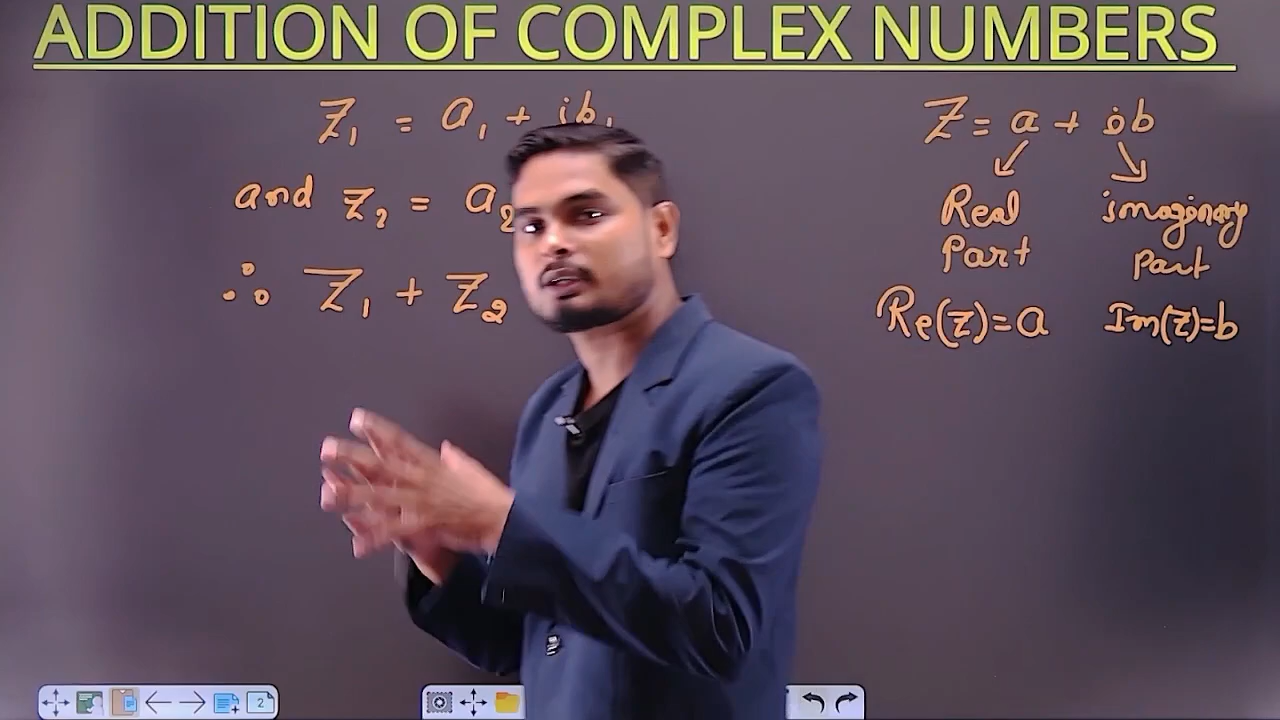 ADDITION OF COMPLEX NUMBERS
Z₁ = a₁ + ib₁
and Z₂ = a₂
∴ Z₁ + Z₂
Z = a + ib
Real imaginary
Part Part
Re(Z)=a Im(Z)=b
2